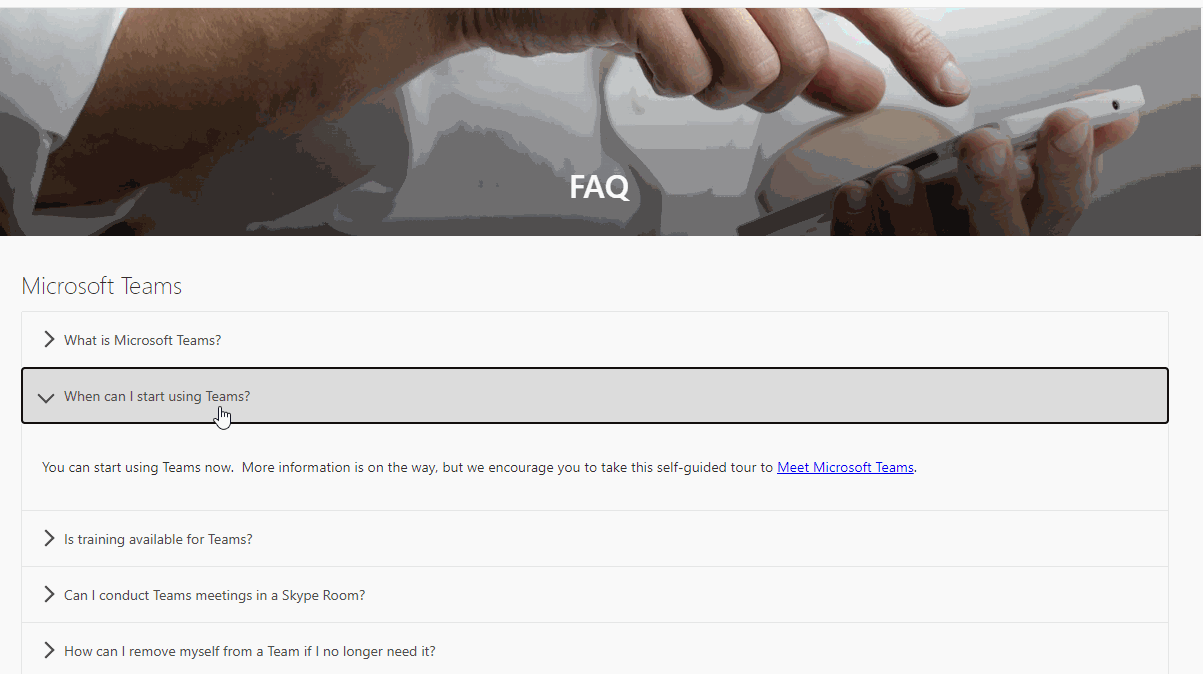 FAQ
Microsoft Teams
What is Microsoft Teams?
When can I start using Teams?
You can start using Teams now.  More information is on the way, but we encourage you to take this self-guided tour to Meet Microsoft Teams.
Is training available for Teams?
Can I conduct Teams meetings in a Skype Room?
How can I remove myself from a Team if I no longer need it?